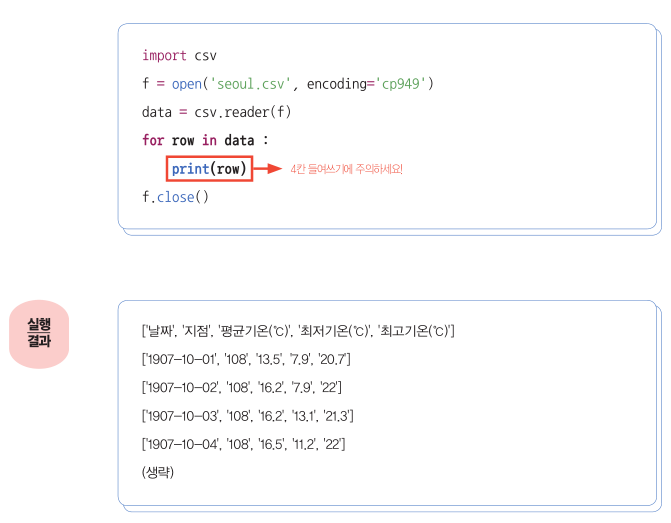 import csv
f = open('seoul.csv', encoding='cp949')
data = csv.reader(f)
for row in data :
print(row)
4칸 들여쓰기에 주의하세요!
f.close()
실행
결과
['날짜', '지점', '평균기온(℃)', '최저기온(℃)', '최고기온(℃)']
['1907-10-01', '108', '13.5', '7.9', '20.7']
['1907-10-02', '108', '16.2', '7.9', '22']
['1907-10-03', '108', '16.2', '13.1', '21.3']
['1907-10-04', '108', '16.5', '11.2', '22']
(생략)